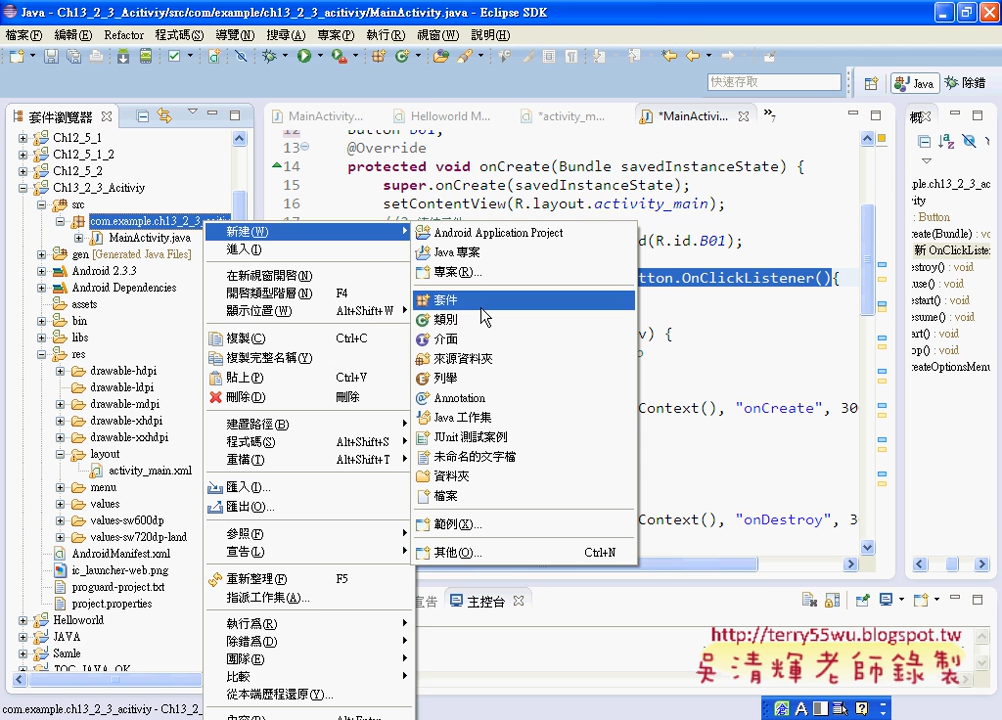 Java - Ch13_2_3_Acitiviy/src/com/example/ch13_2_3_acitiviy/MainActivity.java - Eclipse SDK
檔案(F) 編輯(E) Refactor 程式碼(S) 導覽(N) 搜尋(A) 專案(P) 執行(R) 視窗(W) 說明(H)
快速存取
Java
除錯
套件瀏覽器
MainActivity...
Helloworld M...
*activity_m...
*MainActivi...
Ch12_5_1
Ch12_5_1_2
Ch12_5_2
Ch13_2_3_Acitiviy
src
com.example.ch13_2_3_acitiviy
MainActivity.java
gen [Generated Java Files]
Android 2.3.3
Android Dependencies
assets
bin
libs
res
drawable-hdpi
drawable-ldpi
drawable-mdpi
drawable-xhdpi
drawable-xxhdpi
layout
activity_main.xml
menu
values
values-sw600dp
values-sw720dp-land
AndroidManifest.xml
ic_launcher-web.png
proguard-project.txt
project.properties
Helloworld
JAVA
Samle
TQC_JAVA_OK
12 Button B01;
13 @Override
14 protected void onCreate(Bundle savedInstanceState) {
15 super.onCreate(savedInstanceState);
16 setContentView(R.layout.activity_main);
d(R.id.B01);
tton.OnClickListener(){
v) {
Context(), "onCreate", 30
Context(), "onDestroy", 3
新建(W)
進入(I)
在新視窗開啓(N)
開啓類型階層(N) F4
顯示位置(W) Alt+Shift+W
複製(C) Ctrl+C
複製完整名稱(Y)
貼上(P) Ctrl+V
刪除(D) 刪除
建置路徑(B)
程式碼(S) Alt+Shift+S
重構(T) Alt+Shift+T
匯入(I)...
匯出(O)...
參照(F)
宣告(L)
重新整理(F) F5
指派工作集(A)...
執行為(R)
除錯為(R)
團隊(E)
比較
從本端歷程還原(Y)...
Android Application Project
Java 專案
專案(R)...
套件
類別
介面
來源資料夾
列舉
Annotation
Java 工作集
JUnit 測試案例
未命名的文字檔
資料夾
檔案
範例(X)...
其他(O)... Ctrl+N
ple.ch13_2_3_ac
ity
: Button
reate(Bundle) : vo
新 OnClickListe
stroy() : void
use() : void
start() : void
sume() : void
art() : void
op() : void
reateOptionsMenu
宣告
主控台
http://terry55wu.blogspot.tw
吳清輝老師錄製
com.example.ch13_2_3_acitiviy - Ch13_2